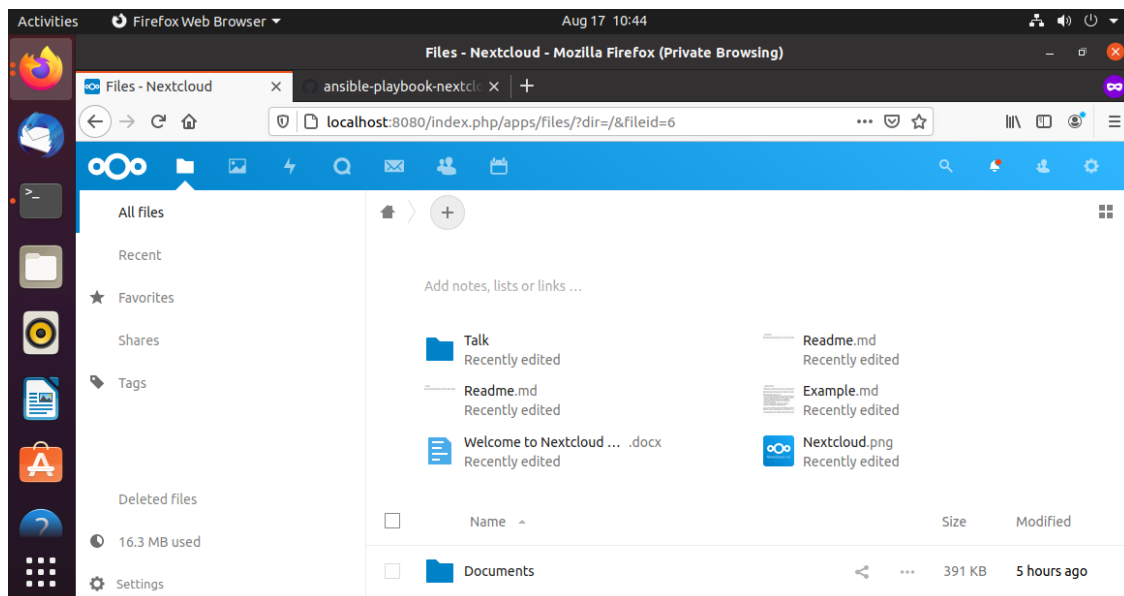 Activities Firefox Web Browser Aug 17 10:44
Files - Nextcloud - Mozilla Firefox (Private Browsing)
Files - Nextcloud ansible-playbook-nextclo
localhost:8080/index.php/apps/files/?dir=/&fileid=6
All files
Recent
Favorites
Shares
Tags
Deleted files
16.3 MB used
Settings
Add notes, lists or links …
Talk
Recently edited
Readme.md
Recently edited
Readme.md
Recently edited
Example.md
Recently edited
Welcome to Nextcloud … .docx
Recently edited
Nextcloud.png
Recently edited
Name Size Modified
Documents 391 KB 5 hours ago